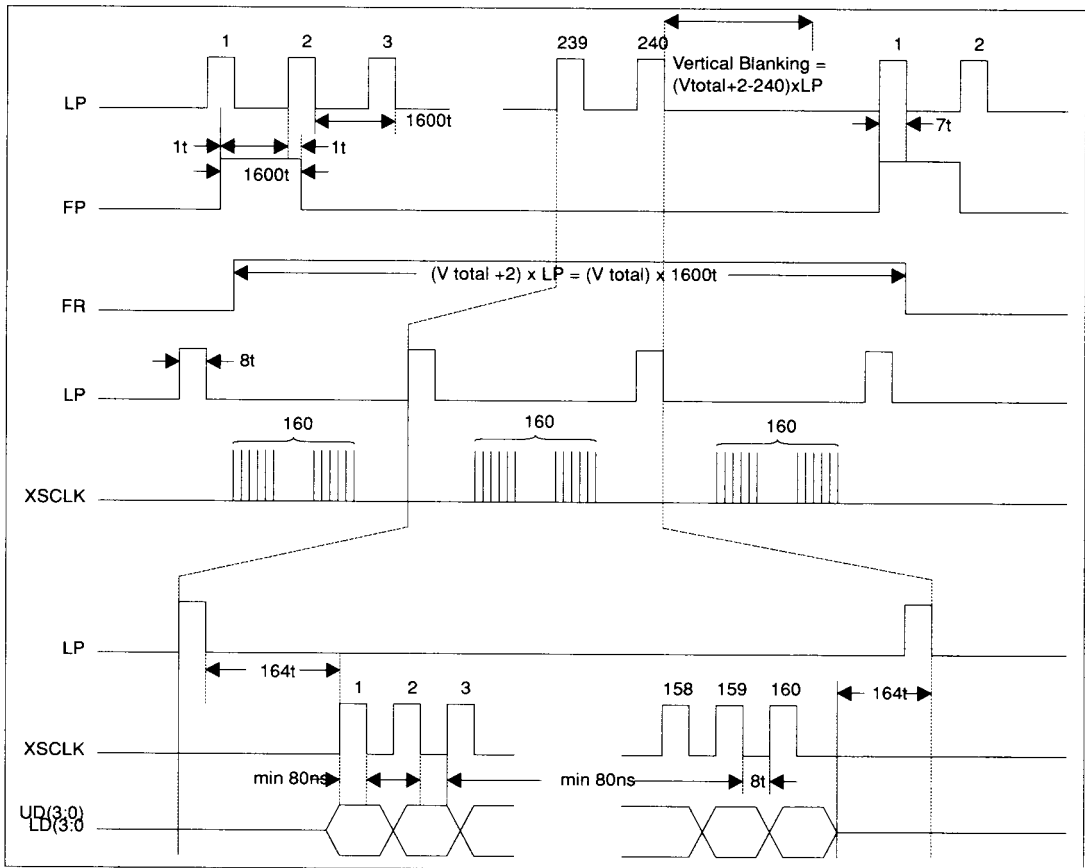 1 2 3 239 240 1 2
Vertical Blanking =
(Vtotal+2-240)xLP
LP
1600t
7t
1t 1t
1600t
FP
(V total +2) x LP = (V total) x 1600t
FR
8t
LP
160 160 160
XSCLK
LP
164t 164t
1 2 3 158 159 160
XSCLK
min 80ns min 80ns 8t
UD(3:0)
LD(3:0